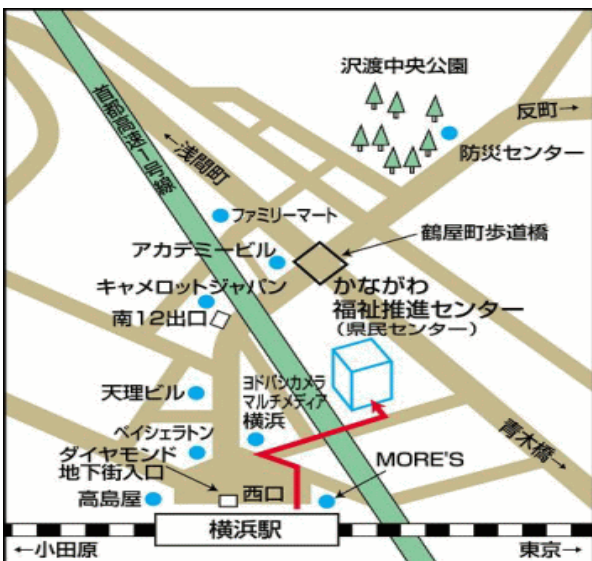 沢渡中央公園
反町→
防災センター
首都高速一号線
←浅間町
ファミリーマート
鶴屋町歩道橋
アカデミービル
キャメロットジャパン
かながわ
福祉推進センター
(県民センター)
南12出口
天理ビル
ヨドバシカメラ
マルチメディア
横浜
ベイシェラトン
ダイヤモンド
地下街入口
青木橋→
MORE'S
高島屋
西口
横浜駅
←小田原
東京→